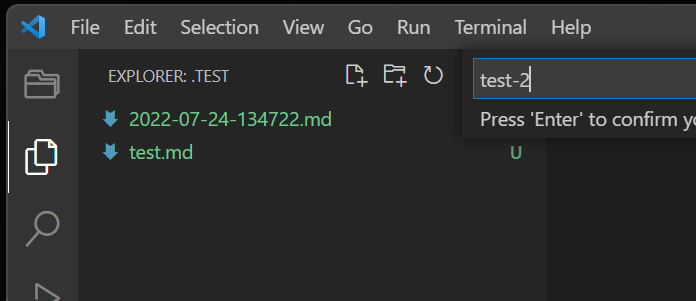 File Edit Selection View Go Run Terminal Help
EXPLORER: .TEST
test-2
Press 'Enter' to confirm yo
2022-07-24-134722.md
test.md U